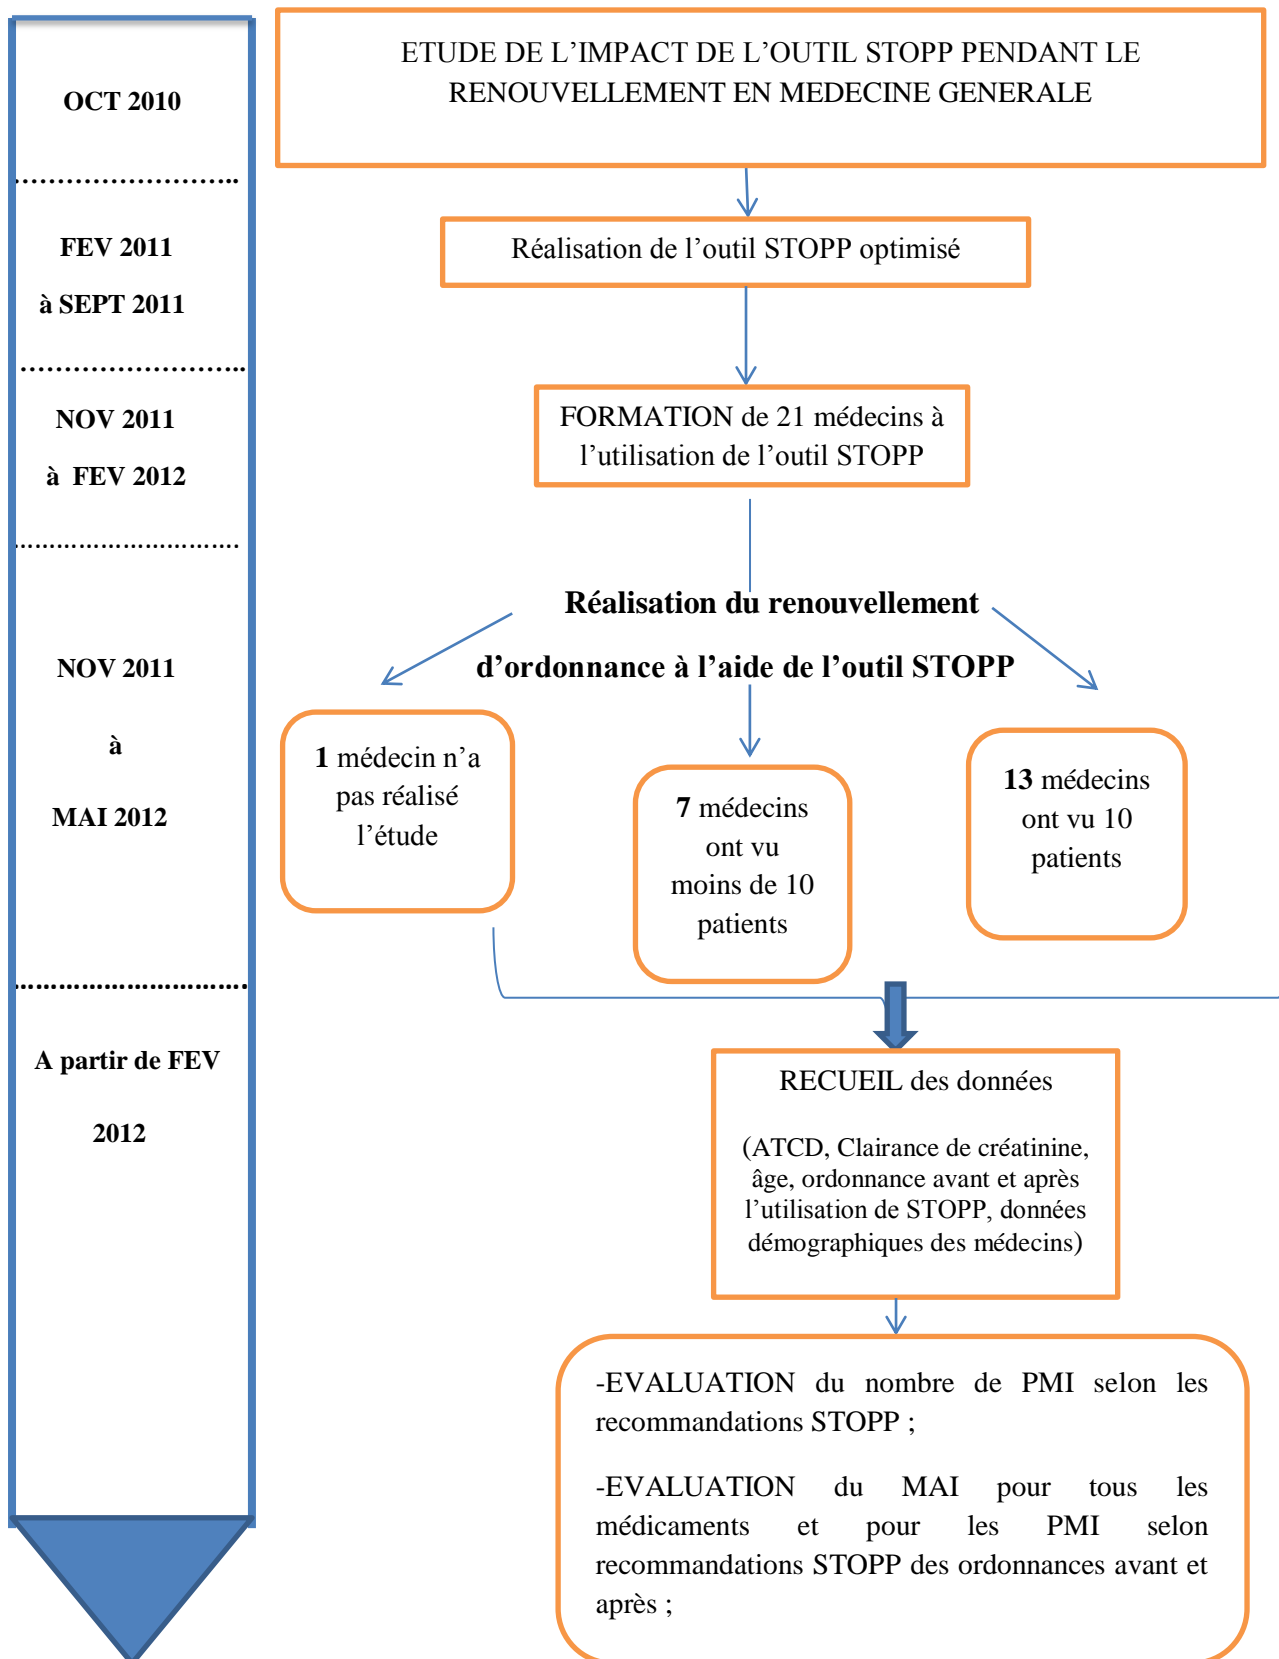 OCT 2010
ETUDE DE L’IMPACT DE L’OUTIL STOPP PENDANT LE
RENOUVELLEMENT EN MEDECINE GENERALE
FEV 2011
à SEPT 2011
Réalisation de l’outil STOPP optimisé
NOV 2011
à FEV 2012
FORMATION de 21 médecins à
l’utilisation de l’outil STOPP
NOV 2011
à
MAI 2012
Réalisation du renouvellement
d’ordonnance à l’aide de l’outil STOPP
1 médecin n’a
pas réalisé
l’étude
7 médecins
ont vu
moins de 10
patients
13 médecins
ont vu 10
patients
A partir de FEV
2012
RECUEIL des données
(ATCD, Clairance de créatinine,
âge, ordonnance avant et après
l’utilisation de STOPP, données
démographiques des médecins)
-EVALUATION du nombre de PMI selon les
recommandations STOPP ;
-EVALUATION du MAI pour tous les
médicaments et pour les PMI selon
recommandations STOPP des ordonnances avant et
après ;